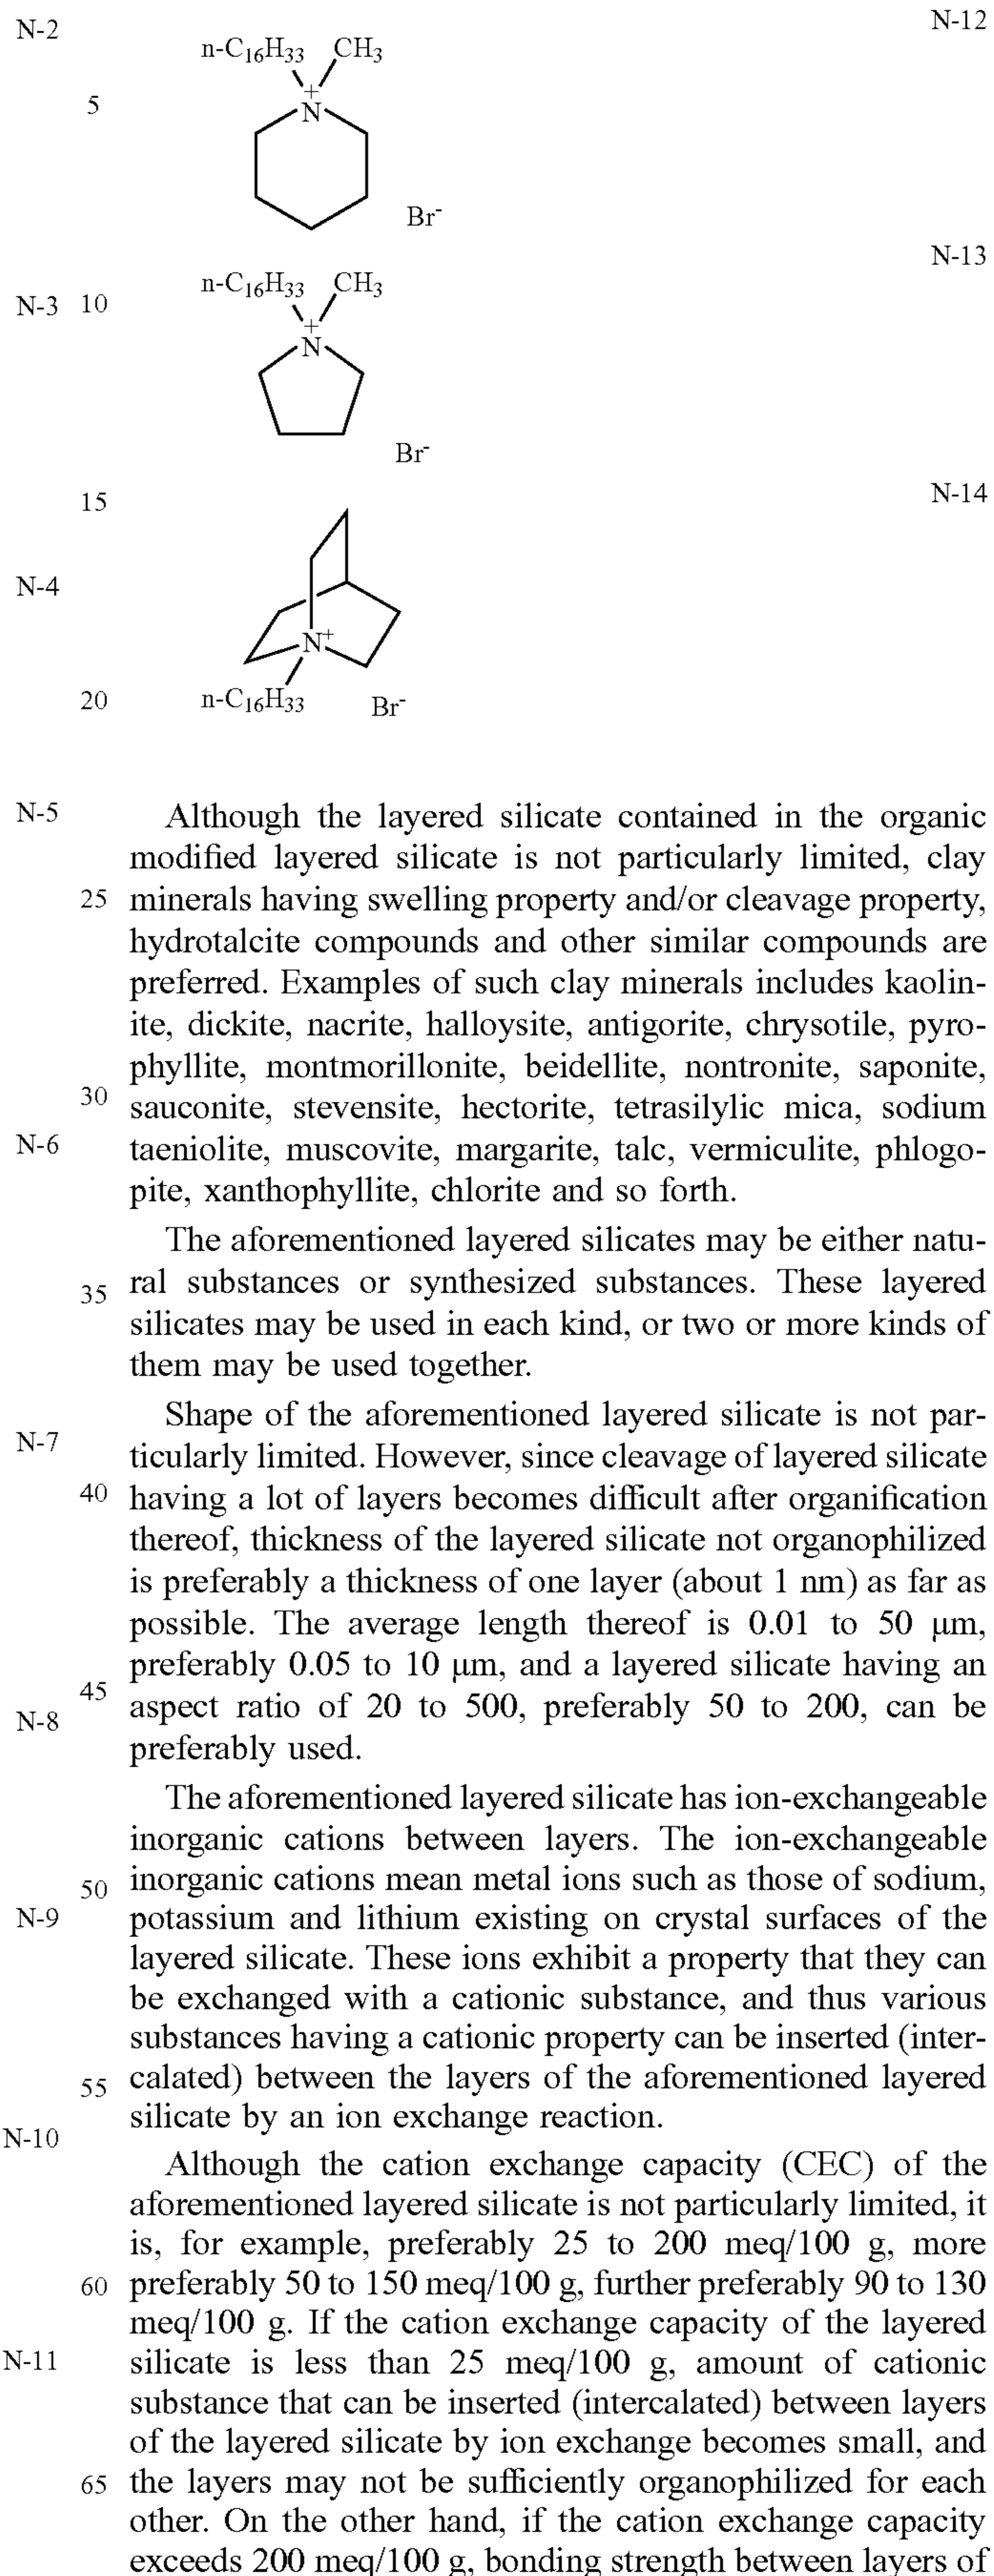 N-2
N-12
n-C16H33 CH3
+
5
N
Br-
N-13
n-C16H33 CH3
N-3 10
+
N
Br-
15
N-14
N-4
N+
20 n-C16H33 Br-
N-5
Although the layered silicate contained in the organic
modified layered silicate is not particularly limited, clay
25 minerals having swelling property and/or cleavage property,
hydrotalcite compounds and other similar compounds are
preferred. Examples of such clay minerals includes kaolin-
ite, dickite, nacrite, halloysite, antigorite, chrysotile, pyro-
phyllite, montmorillonite, beidellite, nontronite, saponite,
30 sauconite, stevensite, hectorite, tetrasilylic mica, sodium
N-6 taeniolite, muscovite, margarite, talc, vermiculite, phlogo-
pite, xanthophyllite, chlorite and so forth.
The aforementioned layered silicates may be either natu-
35 ral substances or synthesized substances. These layered
silicates may be used in each kind, or two or more kinds of
them may be used together.
Shape of the aforementioned layered silicate is not par-
N-7 ticularly limited. However, since cleavage of layered silicate
40 having a lot of layers becomes difficult after organification
thereof, thickness of the layered silicate not organophilized
is preferably a thickness of one layer (about 1 nm) as far as
possible. The average length thereof is 0.01 to 50 μm,
preferably 0.05 to 10 μm, and a layered silicate having an
45 aspect ratio of 20 to 500, preferably 50 to 200, can be
N-8 preferably used.
The aforementioned layered silicate has ion-exchangeable
inorganic cations between layers. The ion-exchangeable
50 inorganic cations mean metal ions such as those of sodium,
N-9 potassium and lithium existing on crystal surfaces of the
layered silicate. These ions exhibit a property that they can
be exchanged with a cationic substance, and thus various
substances having a cationic property can be inserted (inter-
55 calated) between the layers of the aforementioned layered
silicate by an ion exchange reaction.
N-10
Although the cation exchange capacity (CEC) of the
aforementioned layered silicate is not particularly limited, it
is, for example, preferably 25 to 200 meq/100 g, more
60 preferably 50 to 150 meq/100 g, further preferably 90 to 130
meq/100 g. If the cation exchange capacity of the layered
N-11 silicate is less than 25 meq/100 g, amount of cationic
substance that can be inserted (intercalated) between layers
of the layered silicate by ion exchange becomes small, and
65 the layers may not be sufficiently organophilized for each
other. On the other hand, if the cation exchange capacity
exceeds 200 meq/100 g, bonding strength between layers of